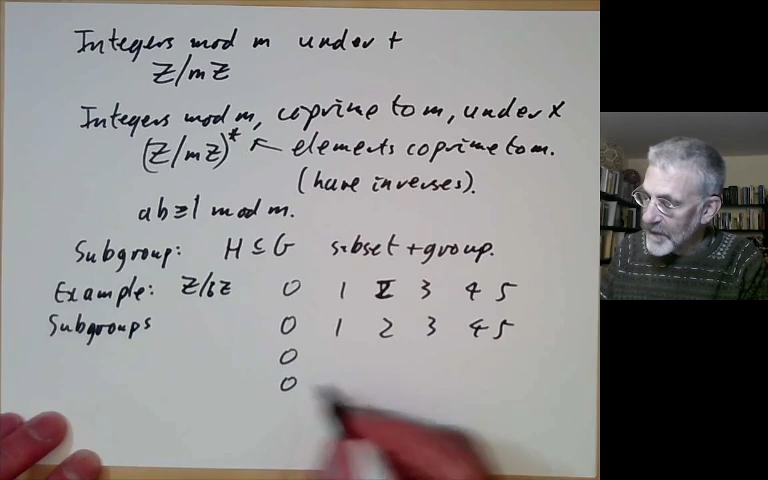 Integers mod m under +
Z/mZ
Integers mod m, coprime to m, under ×
(Z/mZ)* ← elements coprime to m.
(have inverses).
ab≡1 mod m.
Subgroup: H ⊆ G subset + group.
Example: Z/6Z 0 1 2 3 4 5
Subgroups 0 1 2 3 4 5
0
0